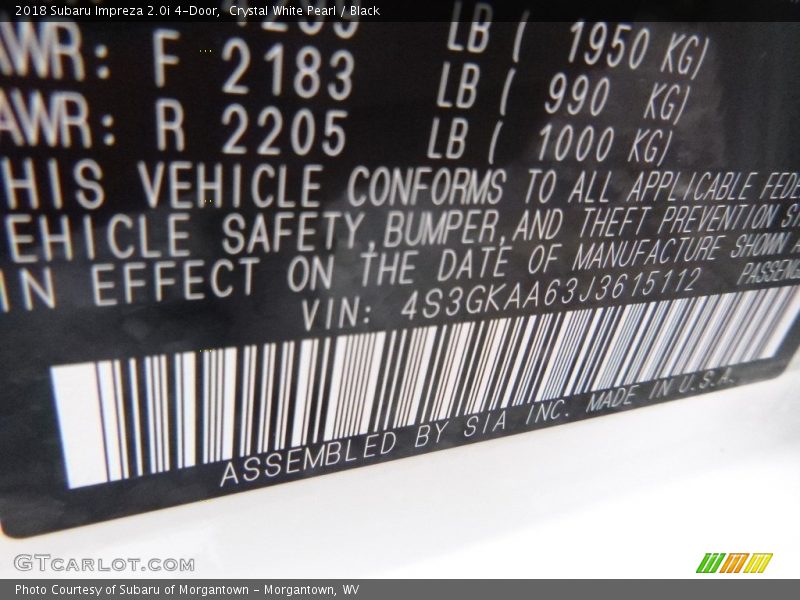 2018 Subaru Impreza 2.0i 4-Door, Crystal White Pearl / Black
LB ( 1950 KG)
AWR: F 2183 LB ( 990 KG)
AWR: R 2205 LB ( 1000 KG)
HIS VEHICLE CONFORMS TO ALL APPLICABLE FEDE
EHICLE SAFETY,BUMPER,AND THEFT PREVENTION ST
IN EFFECT ON THE DATE OF MANUFACTURE SHOWN A
VIN: 4S3GKAA63J3615112 PASSENG
ASSEMBLED BY SIA INC. MADE IN U.S.A.
GTCARLOT.COM
Photo Courtesy of Subaru of Morgantown - Morgantown, WV